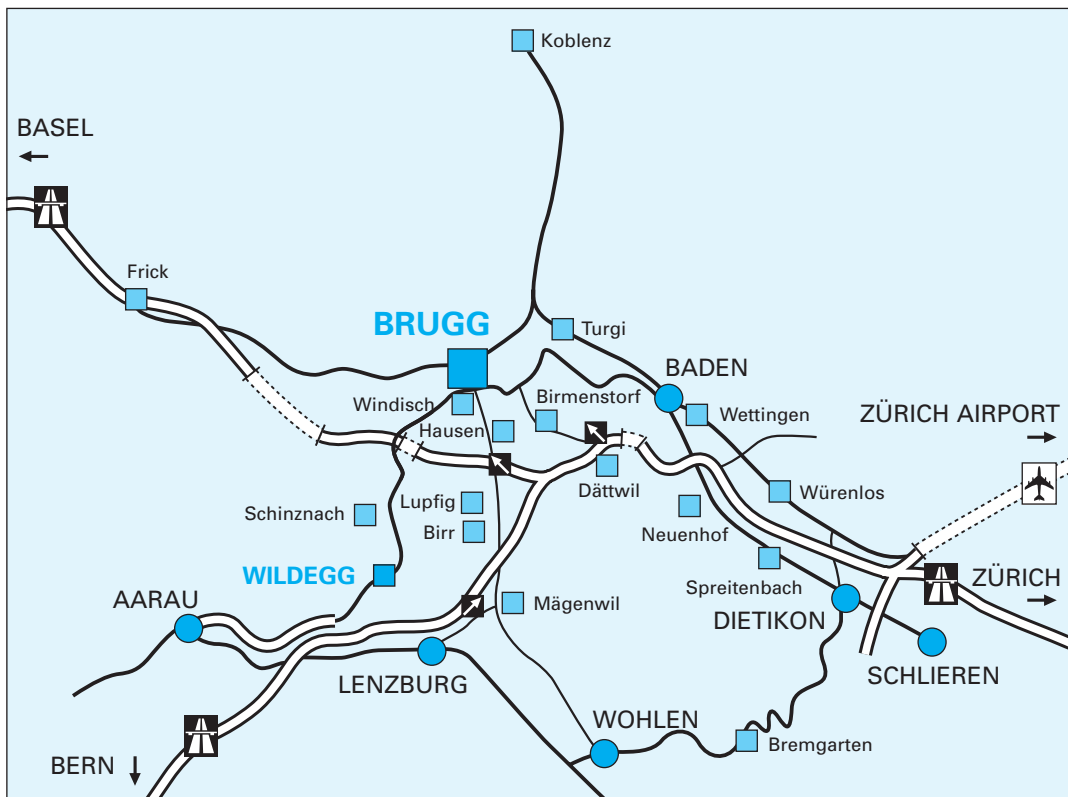 Koblenz
BASEL
Frick
BRUGG
Turgi
BADEN
Windisch
Birmenstorf
Wettingen
ZÜRICH AIRPORT
Hausen
Dättwil
Würenlos
Schinznach
Lupfig
Neuenhof
Birr
WILDEGG
Spreitenbach
ZÜRICH
AARAU
Mägenwil
DIETIKON
LENZBURG
SCHLIEREN
WOHLEN
Bremgarten
BERN